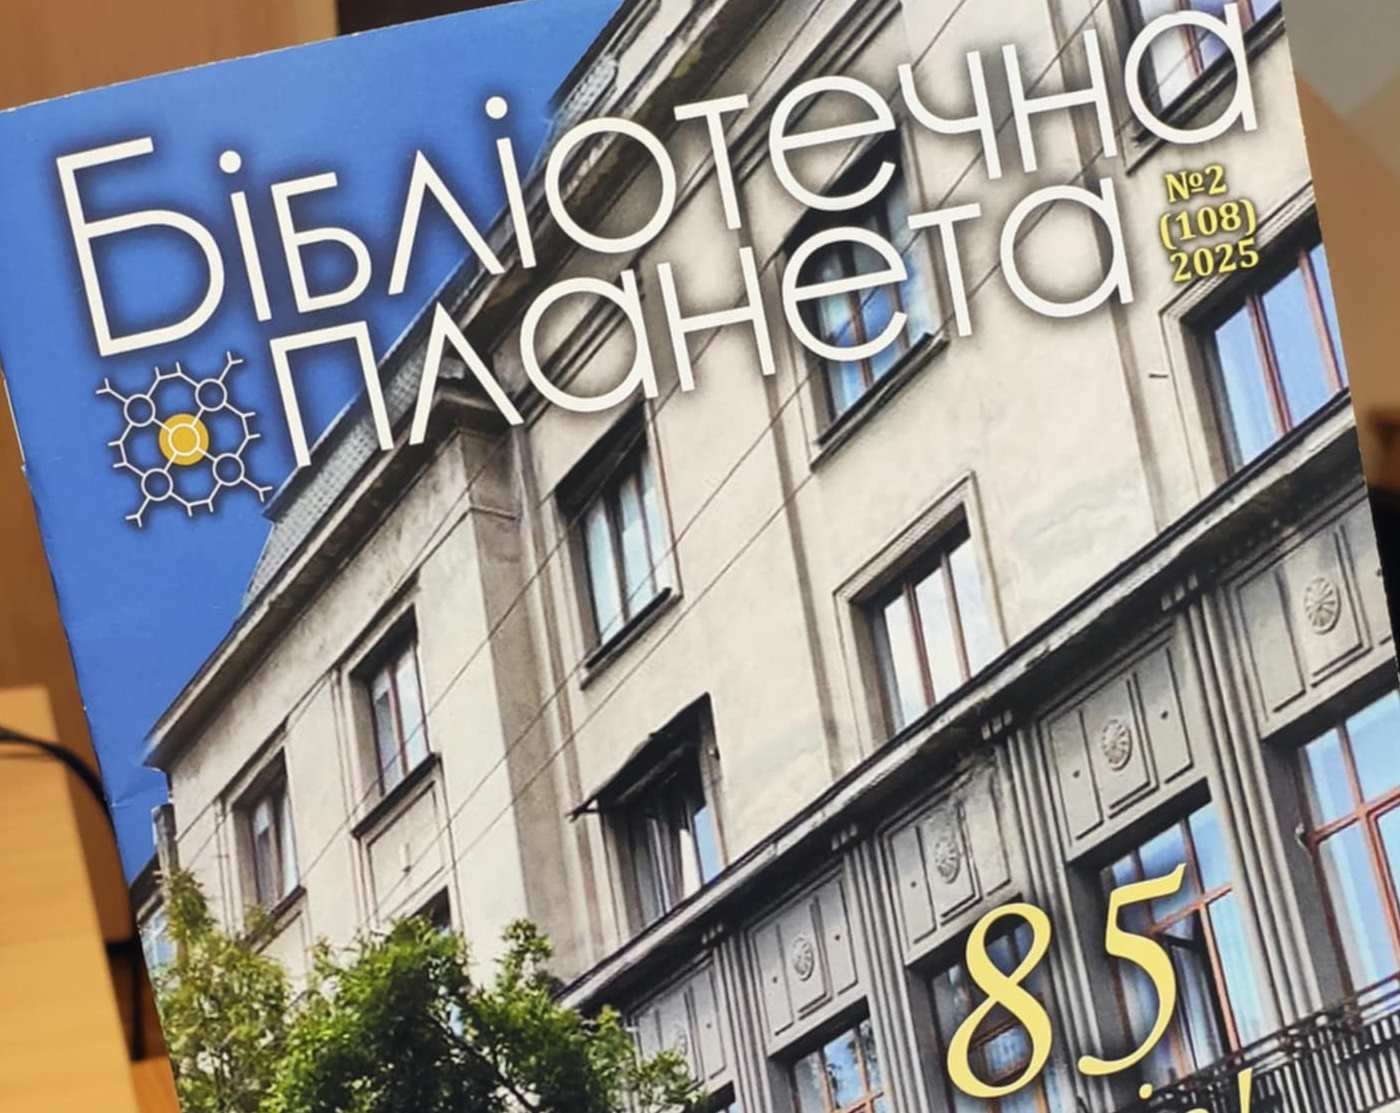 Бібліотечна
планета
№2
(108)
2025
85